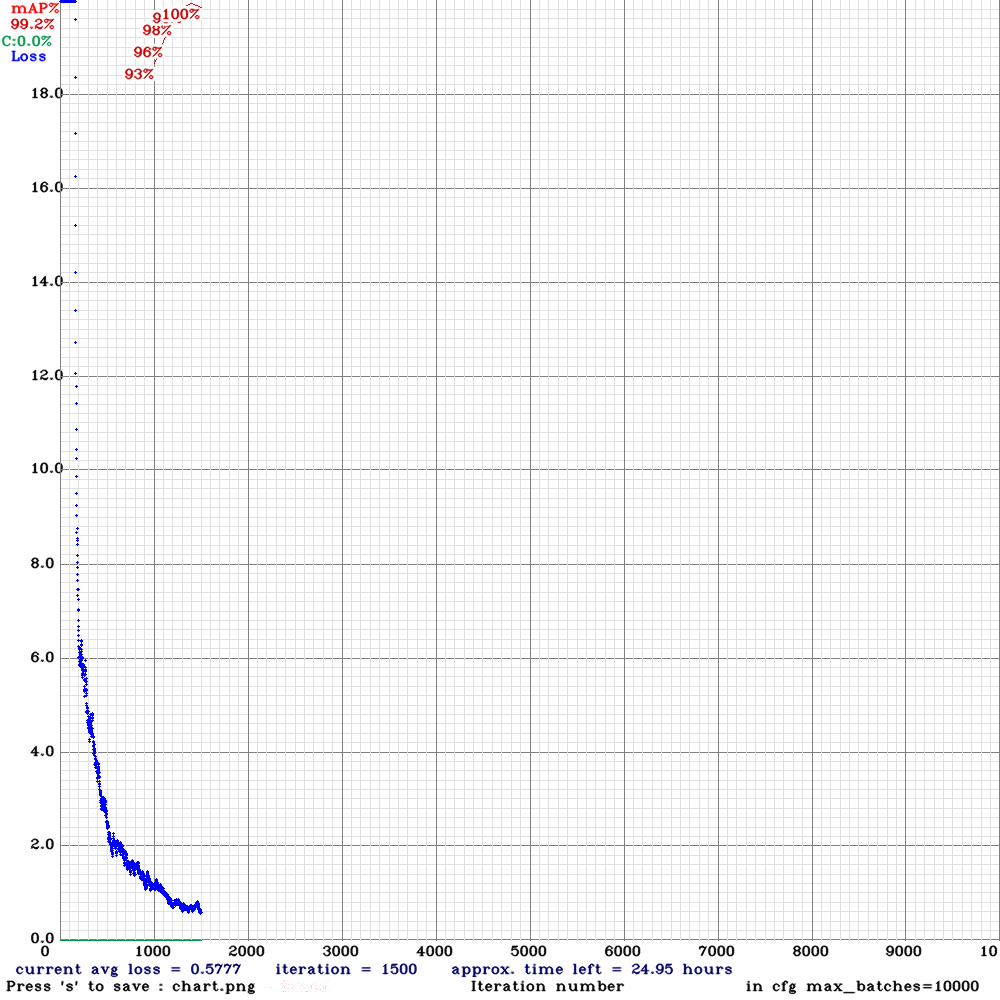 mAP%
99.2%
C:0.0%
Loss
100%
98%
96%
93%
18.0
16.0
14.0
12.0
10.0
8.0
6.0
4.0
2.0
0.0
0 1000 2000 3000 4000 5000 6000 7000 8000 9000 10
current avg loss = 0.5777 iteration = 1500 approx. time left = 24.95 hours
Press 's' to save : chart.png Iteration number in cfg max_batches=10000